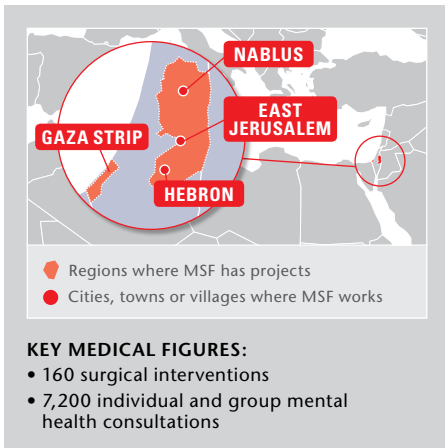 NABLUS
EAST
JERUSALEM
GAZA STRIP
HEBRON
Regions where MSF has projects
Cities, towns or villages where MSF works
KEY MEDICAL FIGURES:
• 160 surgical interventions
• 7,200 individual and group mental
health consultations